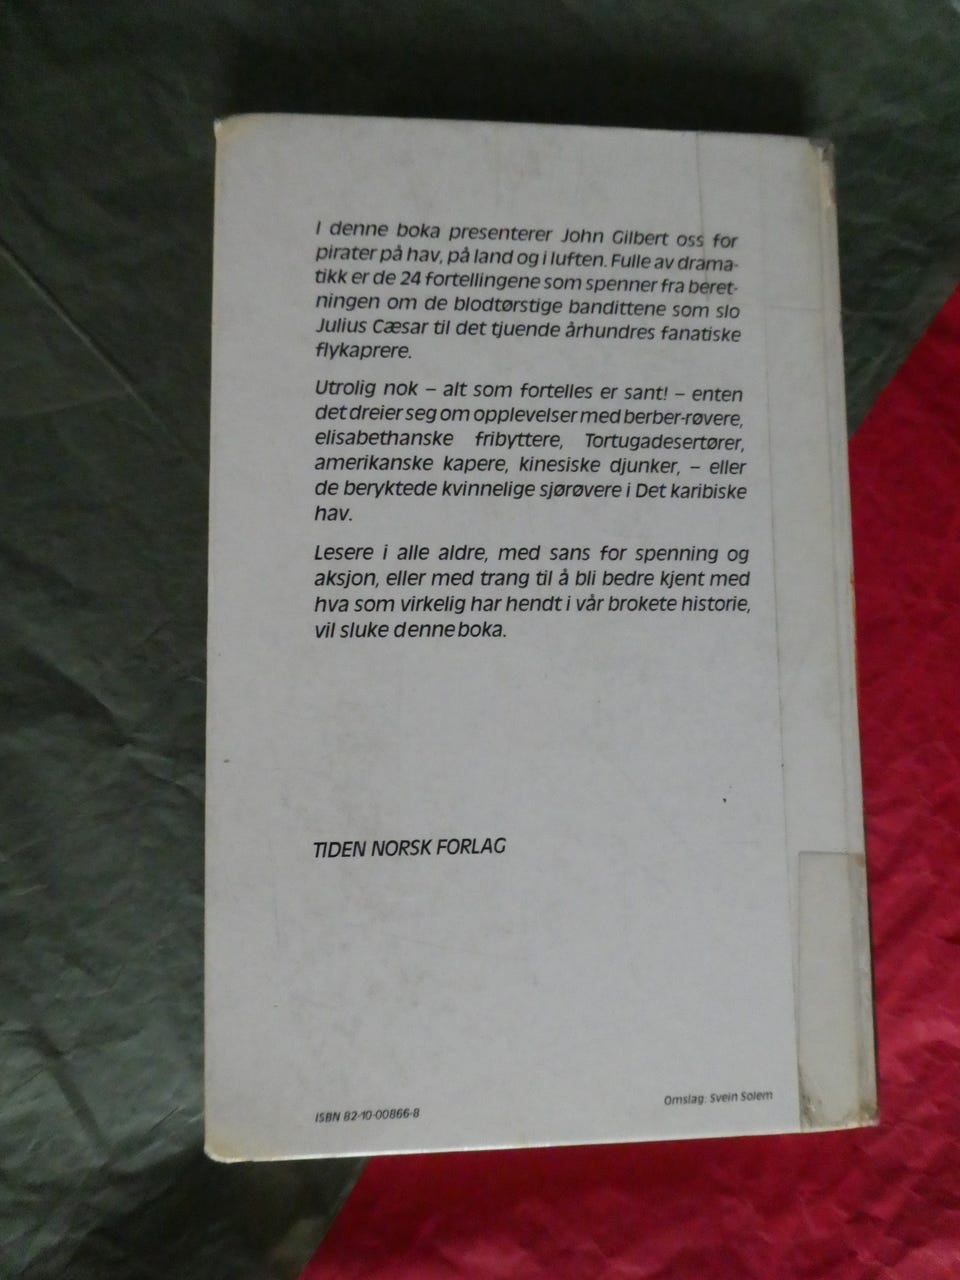 I denne boka presenterer John Gilbert oss for
pirater på hav, på land og i luften. Fulle av drama-
tikk er de 24 fortellingene som spenner fra beret-
ningen om de blodtørstige bandittene som slo
Julius Cæsar til det tjuende århundres fanatiske
flykaprere.
Utrolig nok – alt som fortelles er sant! – enten
det dreier seg om opplevelser med berber-røvere,
elisabethanske fribyttere, Tortugadesertører,
amerikanske kapere, kinesiske djunker, – eller
de beryktede kvinnelige sjørøvere i Det karibiske
hav.
Lesere i alle aldre, med sans for spenning og
aksjon, eller med trang til å bli bedre kjent med
hva som virkelig har hendt i vår brokete historie,
vil sluke denne boka.
TIDEN NORSK FORLAG
ISBN 82-10-00866-8
Omslag: Svein Solem